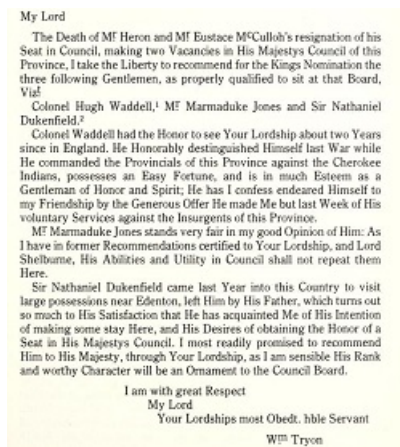 My Lord
The Death of Mr Heron and Mr Eustace McCulloh's resignation of his
Seat in Council, making two Vacancies in His Majestys Council of this
Province, I take the Liberty to recommend for the Kings Nomination the
three following Gentlemen, as properly qualified to sit at that Board,
Vizt
Colonel Hugh Waddell,¹ Mr Marmaduke Jones and Sir Nathaniel
Dukenfield.²
Colonel Waddell had the Honor to see Your Lordship about two Years
since in England. He Honorably destinguished Himself last War while
He commanded the Provincials of this Province against the Cherokee
Indians, possesses an Easy Fortune, and is in much Esteem as a
Gentleman of Honor and Spirit; He has I confess endeared Himself to
my Friendship by the Generous Offer He made Me but last Week of His
voluntary Services against the Insurgents of this Province.
Mr Marmaduke Jones stands very fair in my good Opinion of Him: As
I have in former Recommendations certified to Your Lordship, and Lord
Shelburne, His Abilities and Utility in Council shall not repeat them
Here.
Sir Nathaniel Dukenfield came last Year into this Country to visit
large possessions near Edenton, left Him by His Father, which turns out
so much to His Satisfaction that He has acquainted Me of His Intention
of making some stay Here, and His Desires of obtaining the Honor of a
Seat in His Majestys Council. I most readily promised to recommend
Him to His Majesty, through Your Lordship, as I am sensible His Rank
and worthy Character will be an Ornament to the Council Board.
I am with great Respect
My Lord
Your Lordships most Obedt. hble Servant
Wm Tryon